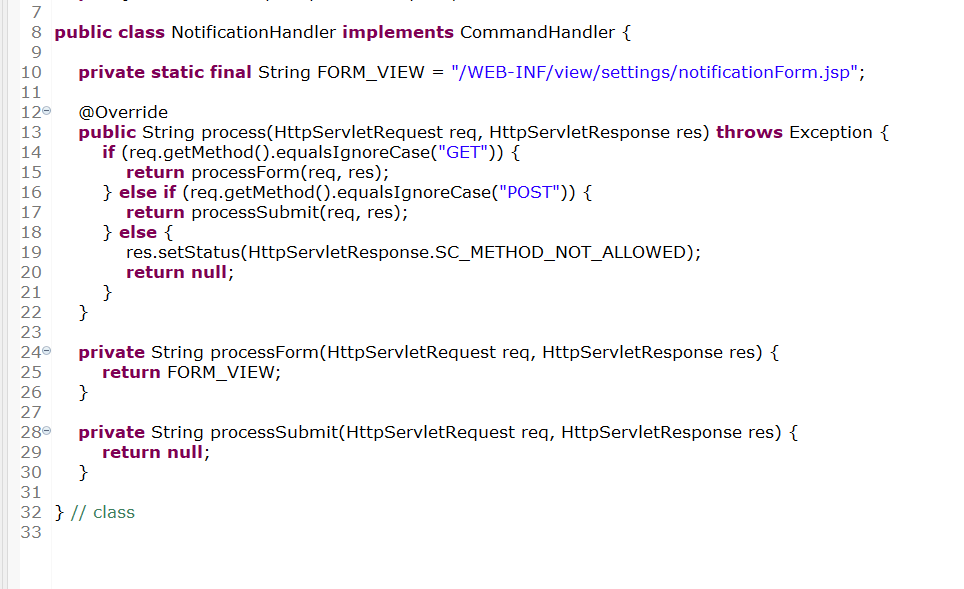 7
8 public class NotificationHandler implements CommandHandler {
9
10 private static final String FORM_VIEW = "/WEB-INF/view/settings/notificationForm.jsp";
11
12 @Override
13 public String process(HttpServletRequest req, HttpServletResponse res) throws Exception {
14 if (req.getMethod().equalsIgnoreCase("GET")) {
15 return processForm(req, res);
16 } else if (req.getMethod().equalsIgnoreCase("POST")) {
17 return processSubmit(req, res);
18 } else {
19 res.setStatus(HttpServletResponse.SC_METHOD_NOT_ALLOWED);
20 return null;
21 }
22 }
23
24 private String processForm(HttpServletRequest req, HttpServletResponse res) {
25 return FORM_VIEW;
26 }
27
28 private String processSubmit(HttpServletRequest req, HttpServletResponse res) {
29 return null;
30 }
31
32 } // class
33